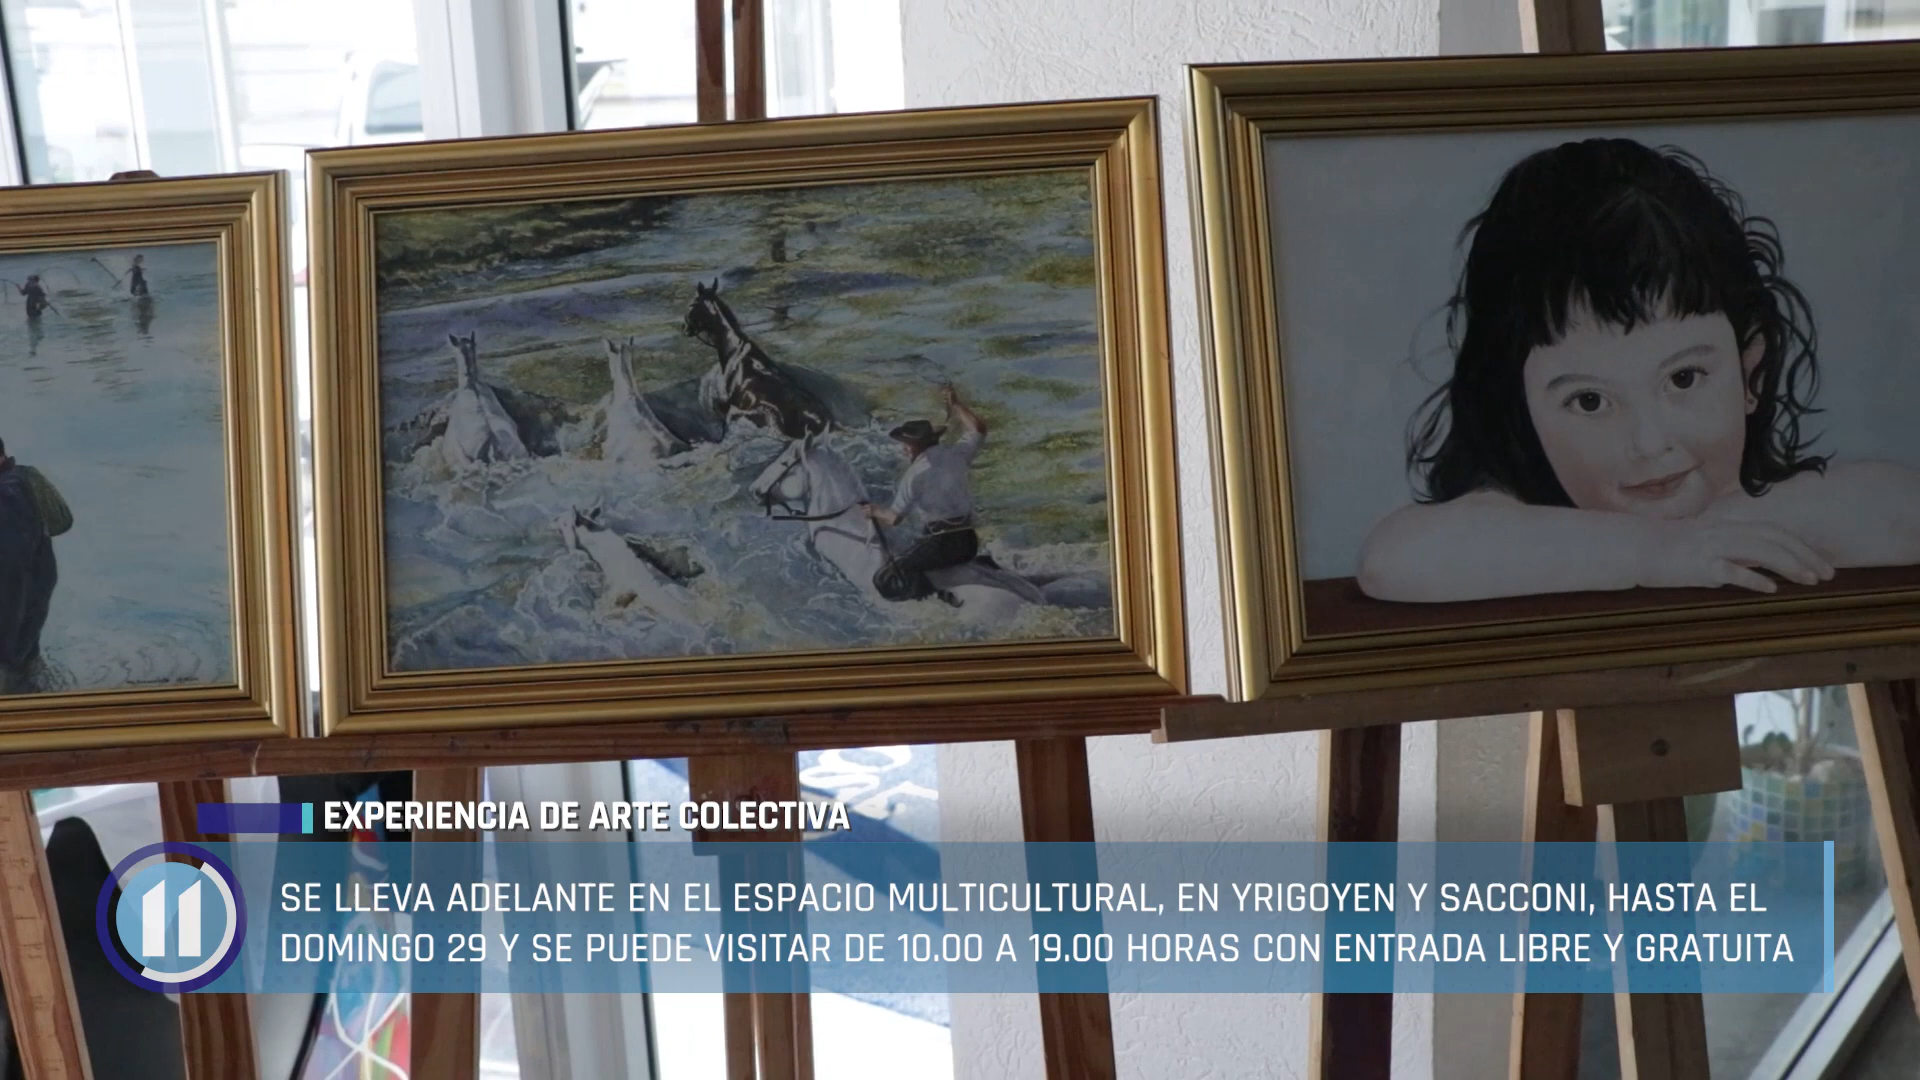 EXPERIENCIA DE ARTE COLECTIVA
11
SE LLEVA ADELANTE EN EL ESPACIO MULTICULTURAL, EN YRIGOYEN Y SACCONI, HASTA EL
DOMINGO 29 Y SE PUEDE VISITAR DE 10.00 A 19.00 HORAS CON ENTRADA LIBRE Y GRATUITA